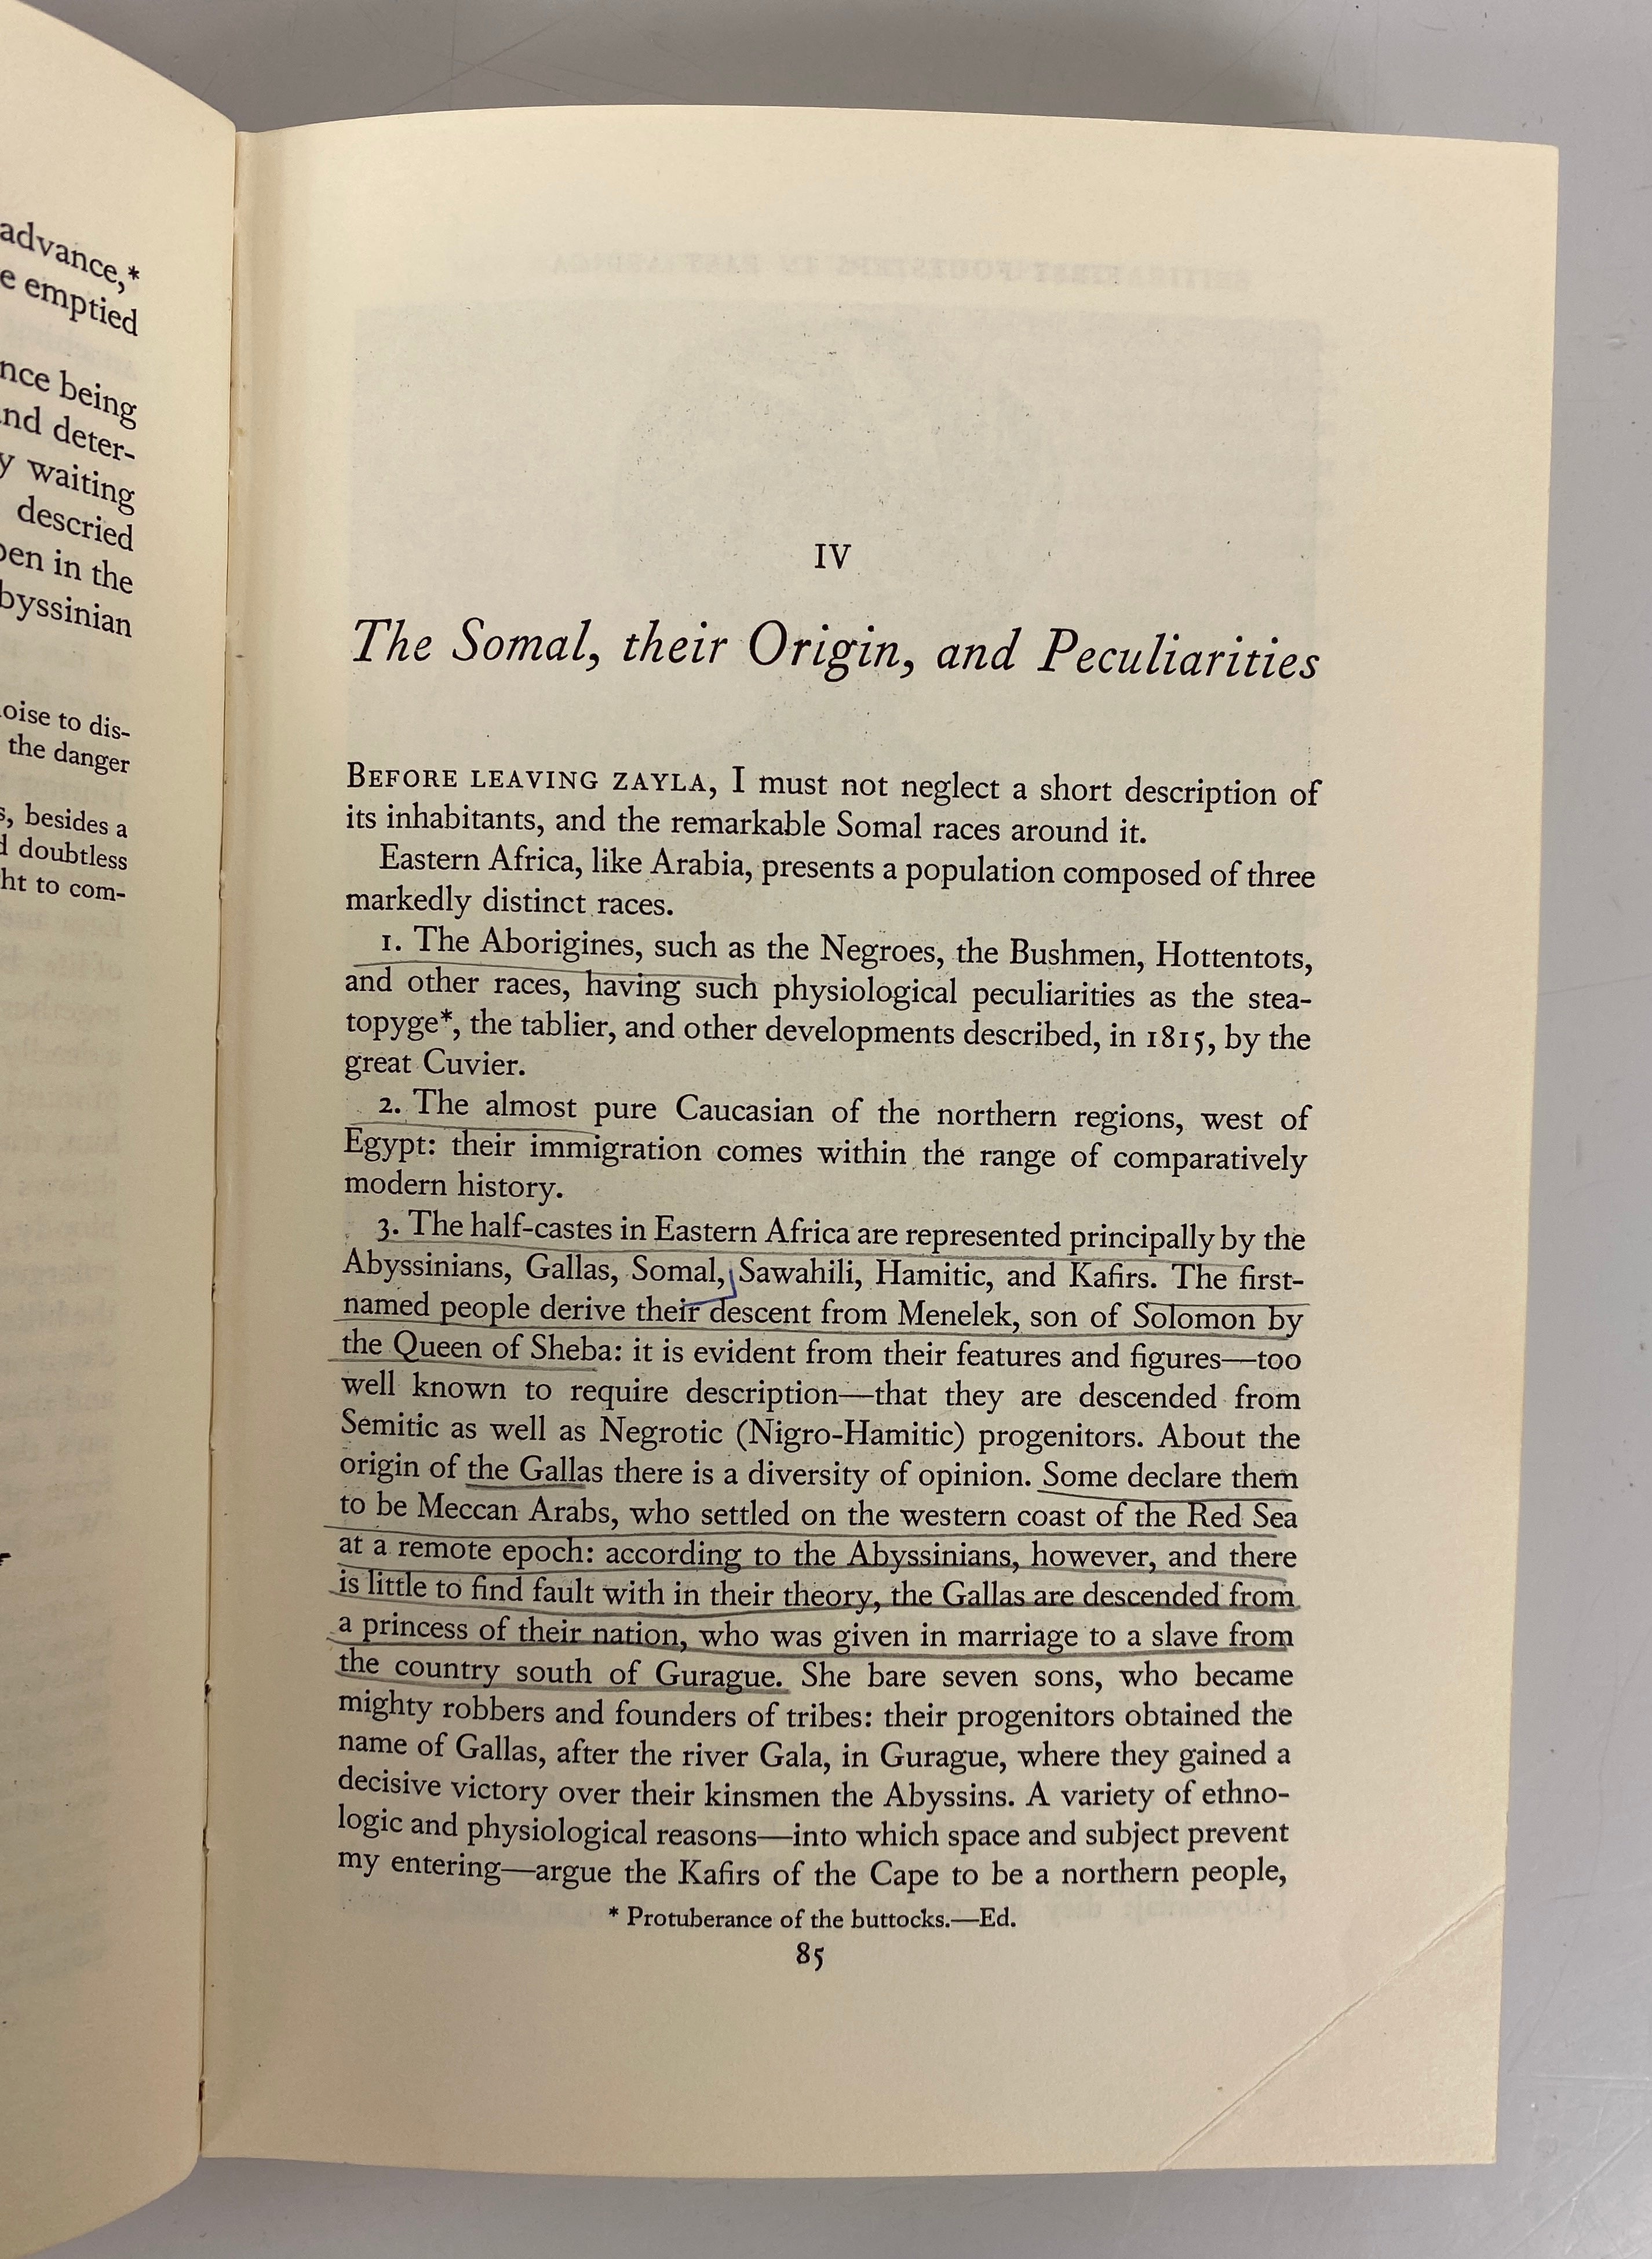 advance,*
e emptied
nce being
and deter-
y waiting
descried
pen in the
byssinian
oise to dis-
the danger
s, besides a
d doubtless
ht to com-
IV
The Somal, their Origin, and Peculiarities
BEFORE LEAVING ZAYLA, I must not neglect a short description of
its inhabitants, and the remarkable Somal races around it.
Eastern Africa, like Arabia, presents a population composed of three
markedly distinct races.
1. The Aborigines, such as the Negroes, the Bushmen, Hottentots,
and other races, having such physiological peculiarities as the stea-
topyge*, the tablier, and other developments described, in 1815, by the
great Cuvier.
2. The almost pure Caucasian of the northern regions, west of
Egypt: their immigration comes within the range of comparatively
modern history.
3. The half-castes in Eastern Africa are represented principally by the
Abyssinians, Gallas, Somal, Sawahili, Hamitic, and Kafirs. The first-
named people derive their descent from Menelek, son of Solomon by
the Queen of Sheba: it is evident from their features and figures—too
well known to require description—that they are descended from
Semitic as well as Negrotic (Nigro-Hamitic) progenitors. About the
origin of the Gallas there is a diversity of opinion. Some declare them
to be Meccan Arabs, who settled on the western coast of the Red Sea
at a remote epoch: according to the Abyssinians, however, and there
is little to find fault with in their theory, the Gallas are descended from
a princess of their nation, who was given in marriage to a slave from
the country south of Gurague. She bare seven sons, who became
mighty robbers and founders of tribes: their progenitors obtained the
name of Gallas, after the river Gala, in Gurague, where they gained a
decisive victory over their kinsmen the Abyssins. A variety of ethno-
logic and physiological reasons—into which space and subject prevent
my entering—argue the Kafirs of the Cape to be a northern people,
* Protuberance of the buttocks.—Ed.
85